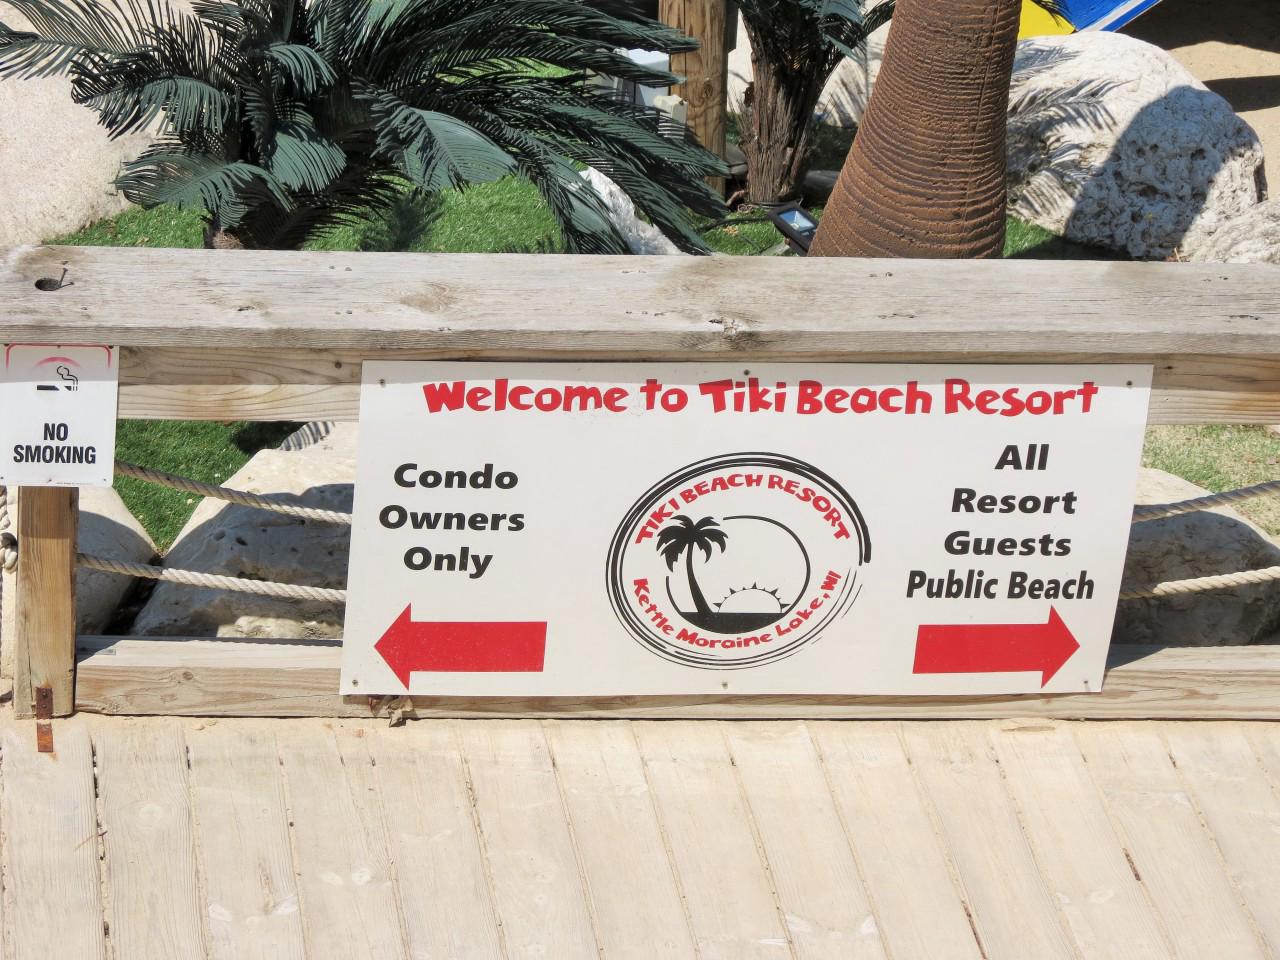 NO
SMOKING
Welcome to Tiki Beach Resort
Condo
Owners
Only
TIKI BEACH RESORT
Kettle Moraine Lake, WI
All
Resort
Guests
Public Beach